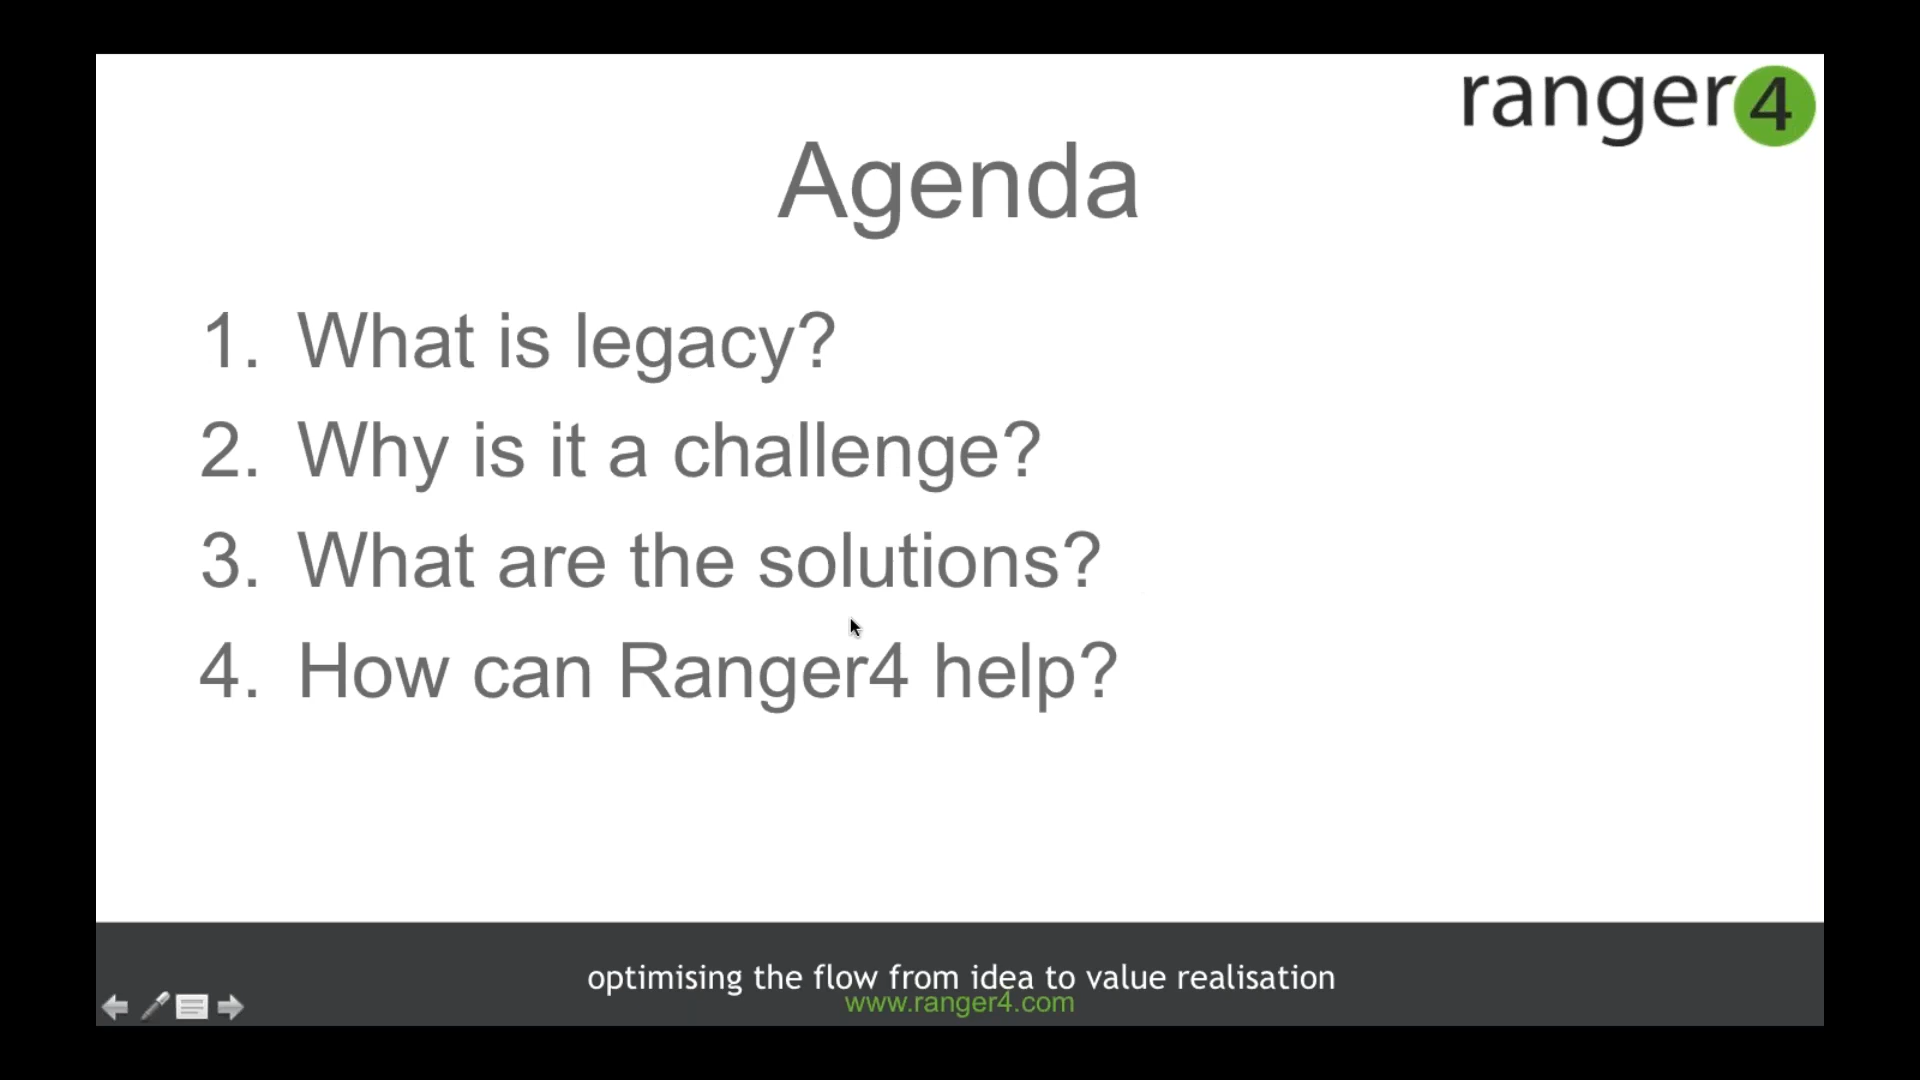 ranger4
Agenda
1. What is legacy?
2. Why is it a challenge?
3. What are the solutions?
4. How can Ranger4 help?
optimising the flow from idea to value realisation
www.ranger4.com